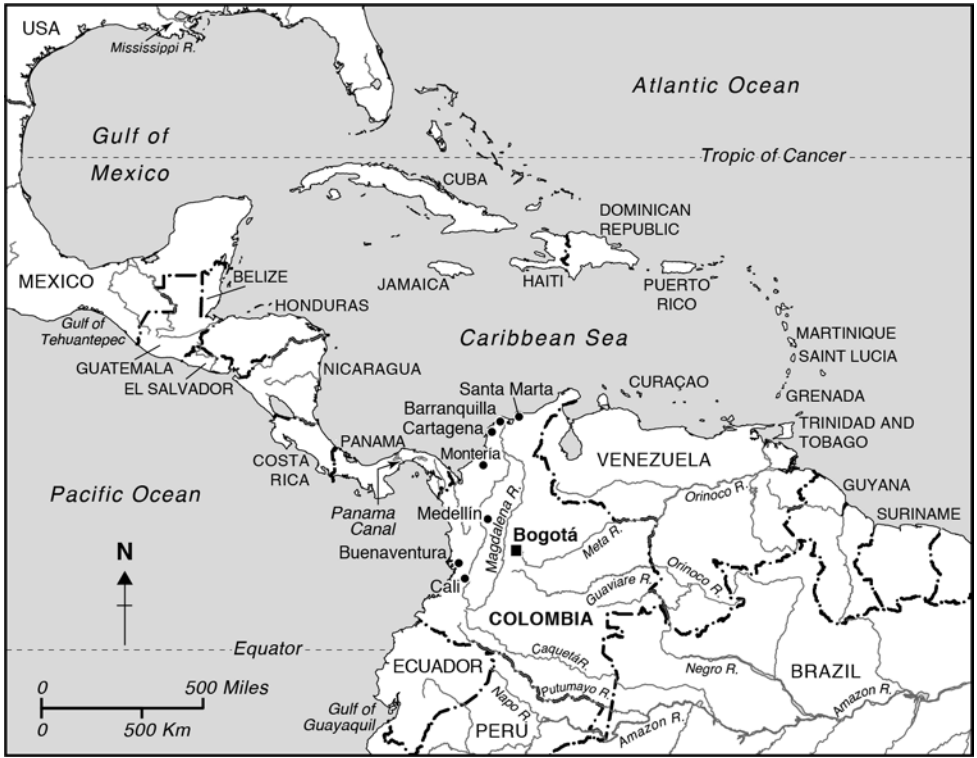 USA
Mississippi R.
Atlantic Ocean
Gulf of
Mexico
Tropic of Cancer
CUBA
DOMINICAN
REPUBLIC
MEXICO
BELIZE
JAMAICA
HAITI
PUERTO
RICO
HONDURAS
Gulf of
Tehuantepec
Caribbean Sea
MARTINIQUE
SAINT LUCIA
GUATEMALA
EL SALVADOR
NICARAGUA
Santa Marta
CURAÇAO
GRENADA
Barranquilla
Cartagena
TRINIDAD AND
TOBAGO
PANAMA
COSTA
RICA
Montería
VENEZUELA
Pacific Ocean
Orinoco R.
GUYANA
Panama
Canal
Medellín
Magdalena R.
SURINAME
Bogotá
Meta R.
N
Buenaventura
Cali
Guaviare R.
Orinoco R.
COLOMBIA
Equator
ECUADOR
Caquetá R.
Negro R.
BRAZIL
0
500 Miles
0
500 Km
Gulf of
Guayaquil
Napo R.
Putumayo R.
PERÚ
Amazon R.
Amazon R.